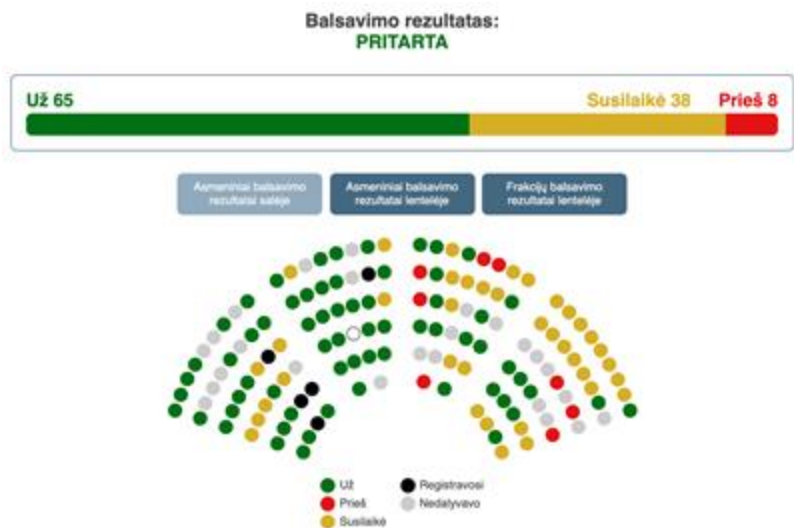 Balsavimo rezultatas:
PRITARTA
Už 65 Susilaikė 38 Prieš 8
Asmeniniai balsavimo
rezultatai salėje
Asmeniniai balsavimo
rezultatai lentelėje
Frakcijų balsavimo
rezultatai lentelėje
Už
Prieš
Susilaikė
Registravosi
Nedalyvavo